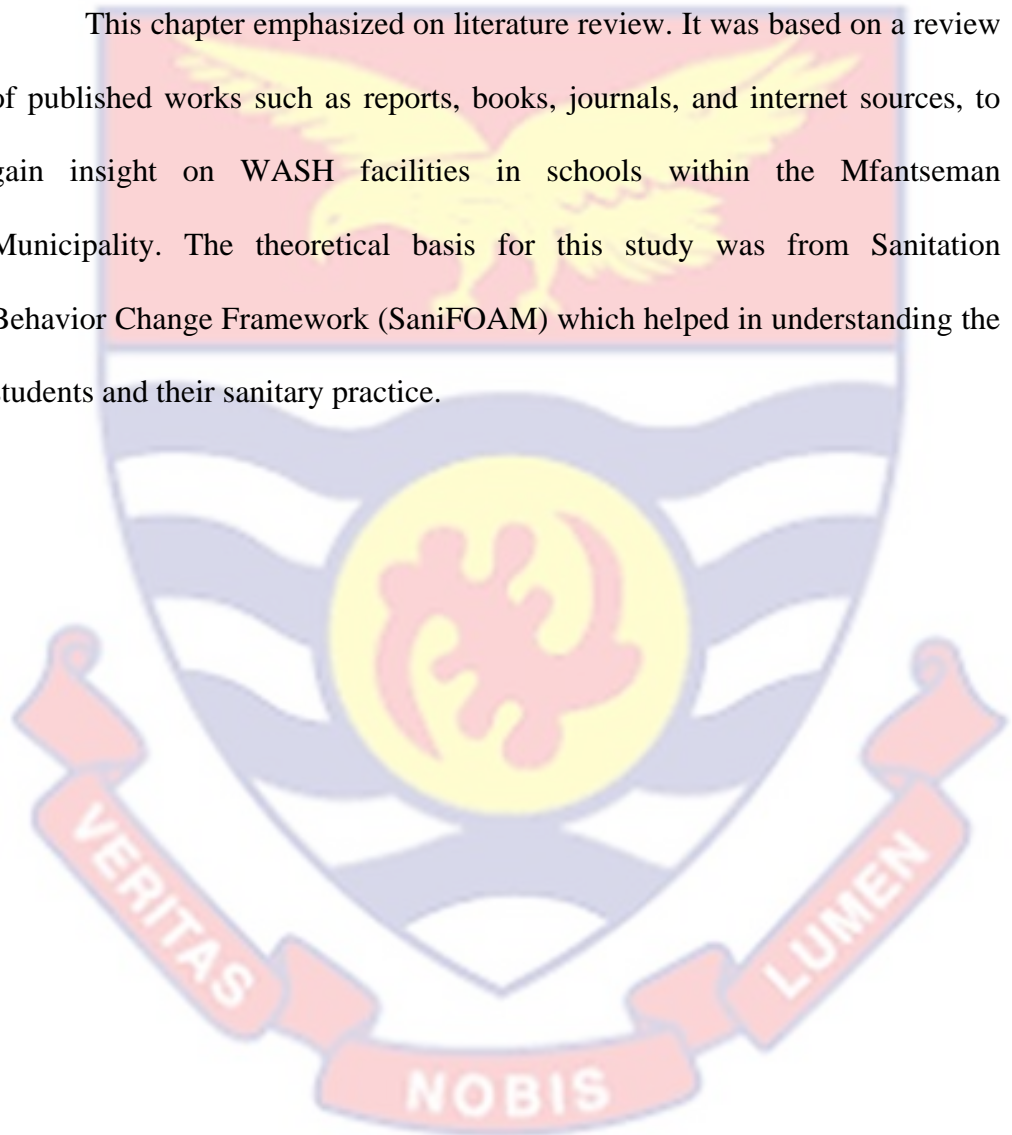 This chapter emphasized on literature review. It was based on a review
of published works such as reports, books, journals, and internet sources, to
gain insight on WASH facilities in schools within the Mfantseman
Municipality. The theoretical basis for this study was from Sanitation
Behavior Change Framework (SaniFOAM) which helped in understanding the
students and their sanitary practice.
VERITAS
NOBIS
LUMEN